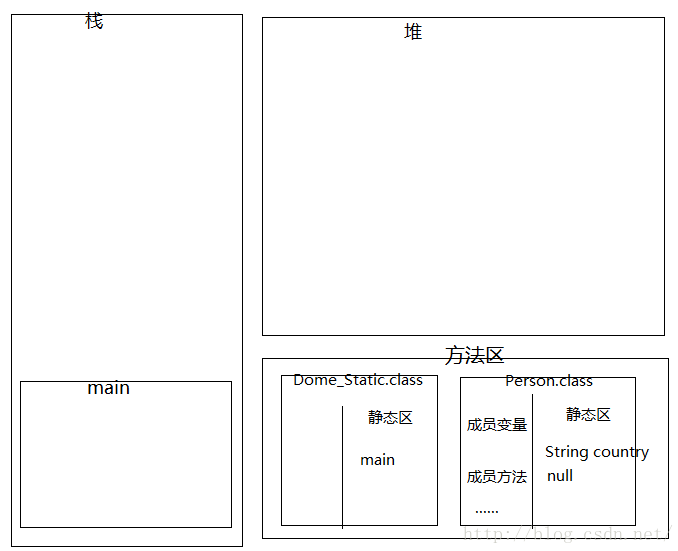 栈
堆
main
方法区
Dome_Static.class
静态区
main
Person.class
成员变量
静态区
String country
null
成员方法
......
http://blog.csdn.net/